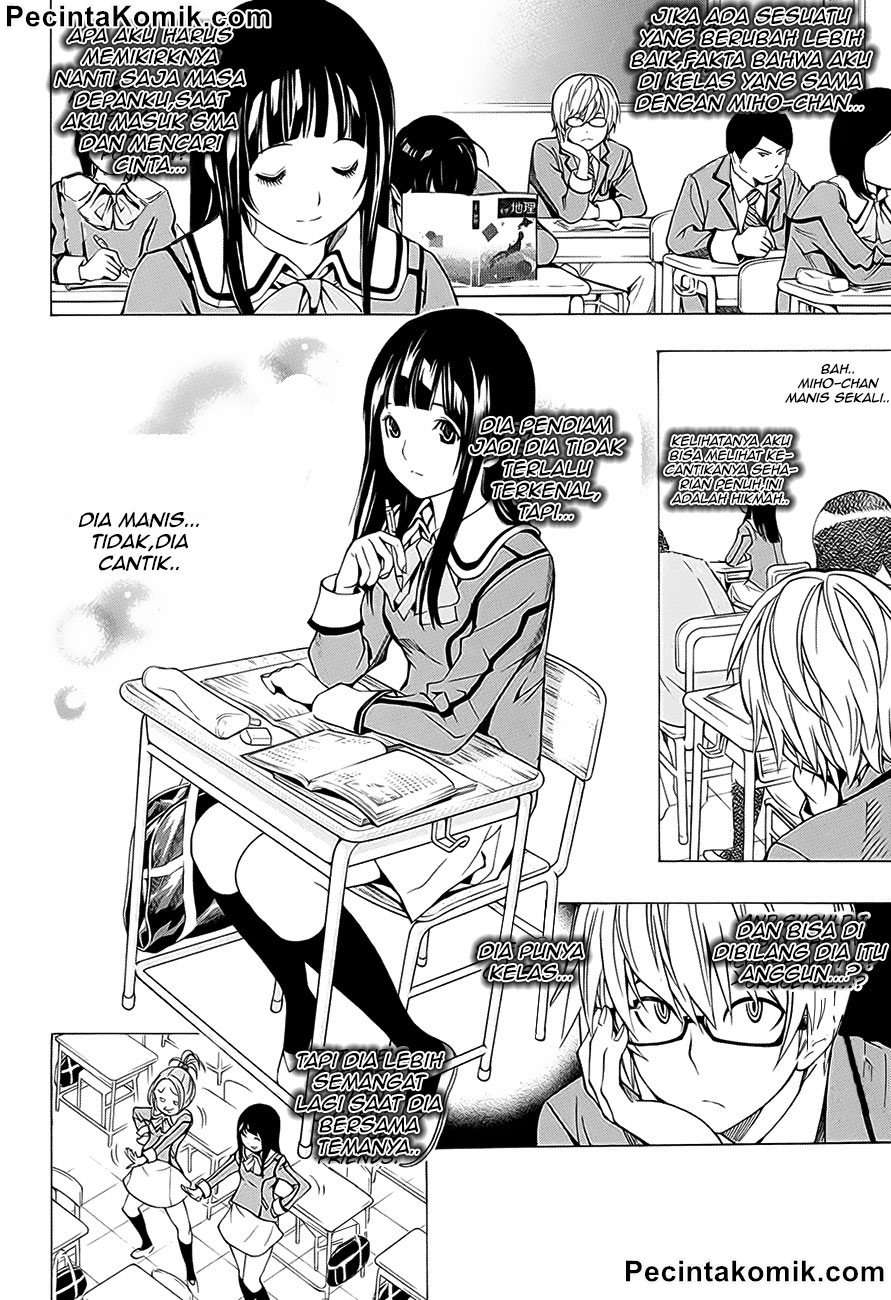 PecintaKomik.com
JIKA ADA SESUATU
YANG BERUBAH LEBIH
BAIK,FAKTA BAHWA AKU
DI KELAS YANG SAMA
DENGAN MIHO-CHAN...
APA AKU HARUS
MEMIKIRKNYA
NANTI SAJA MASA
DEPANKU,SAAT
AKU MASUK SMA
DAN MENCARI
CINTA...
地理
BAH..
MIHO-CHAN
MANIS SEKALI..
KELIHATANYA AKU
BISA MELIHAT KE-
CANTIKANYA SEHA-
RIAN PENUH,INI
ADALAH HIKMAH..
DIA PENDIAM
JADI DIA TIDAK
TERLALU
TERKENAL,
TAPI...
DIA MANIS...
TIDAK,DIA
CANTIK..
DAN BISA DI
DIBILANG DIA ITU
ANGGUN....?
DIA PUNYA
KELAS...
TAPI DIA LEBIH
SEMANGAT
LAGI SAAT DIA
BERSAMA
TEMANYA..
FRIENDS.
Pecintakomik.com